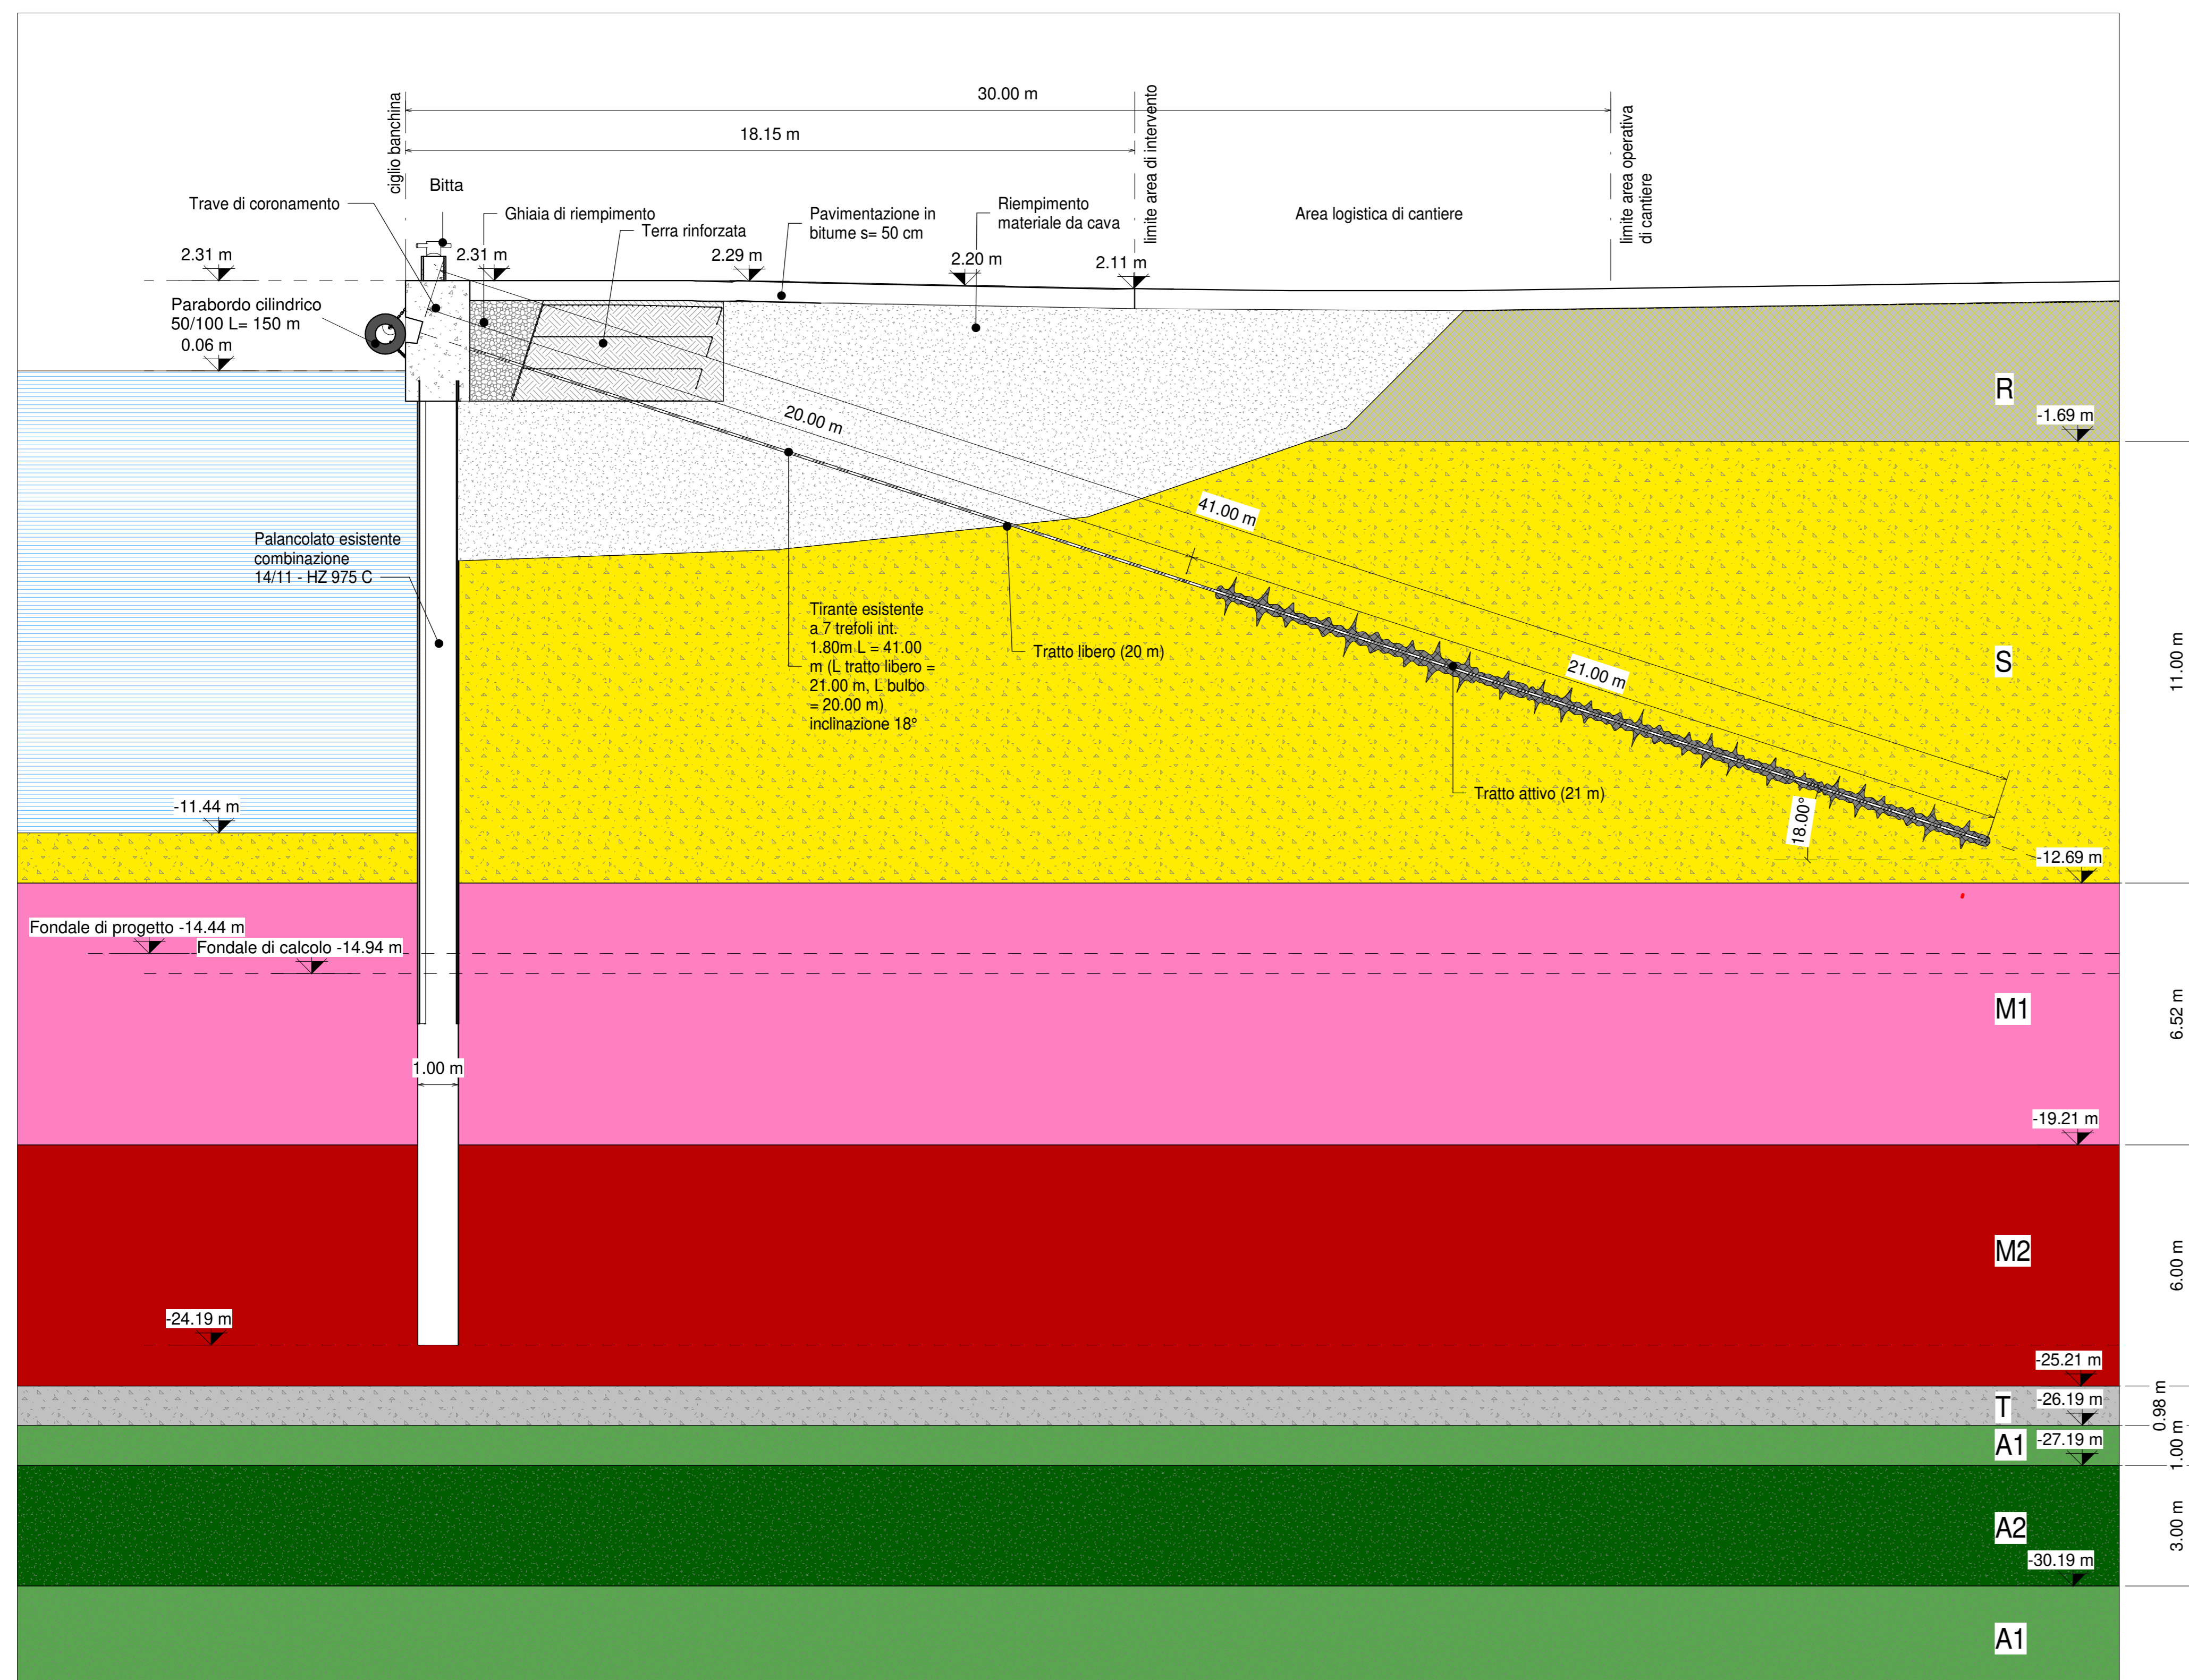 30.00 m
18.15 m
ciglio banchina
limite area di intervento
limite area operativa
di cantiere
Bitta
Trave di coronamento
Ghiaia di riempimento
Terra rinforzata
Pavimentazione in
bitume s= 50 cm
Riempimento
materiale da cava
Area logistica di cantiere
2.31 m
2.31 m
2.29 m
2.20 m
2.11 m
Parabordo cilindrico
50/100 L= 150 m
0.06 m
R
-1.69 m
20.00 m
41.00 m
Palancolato esistente
combinazione
14/11 - HZ 975 C
Tirante esistente
a 7 trefoli int.
1.80m L = 41.00
m (L tratto libero =
21.00 m, L bulbo
= 20.00 m)
inclinazione 18°
Tratto libero (20 m)
21.00 m
S
11.00 m
Tratto attivo (21 m)
18.00°
-11.44 m
-12.69 m
Fondale di progetto -14.44 m
Fondale di calcolo -14.94 m
M1
6.52 m
1.00 m
-19.21 m
M2
6.00 m
-24.19 m
-25.21 m
T
-26.19 m
0.98 m
A1
-27.19 m
1.00 m
A2
3.00 m
-30.19 m
A1